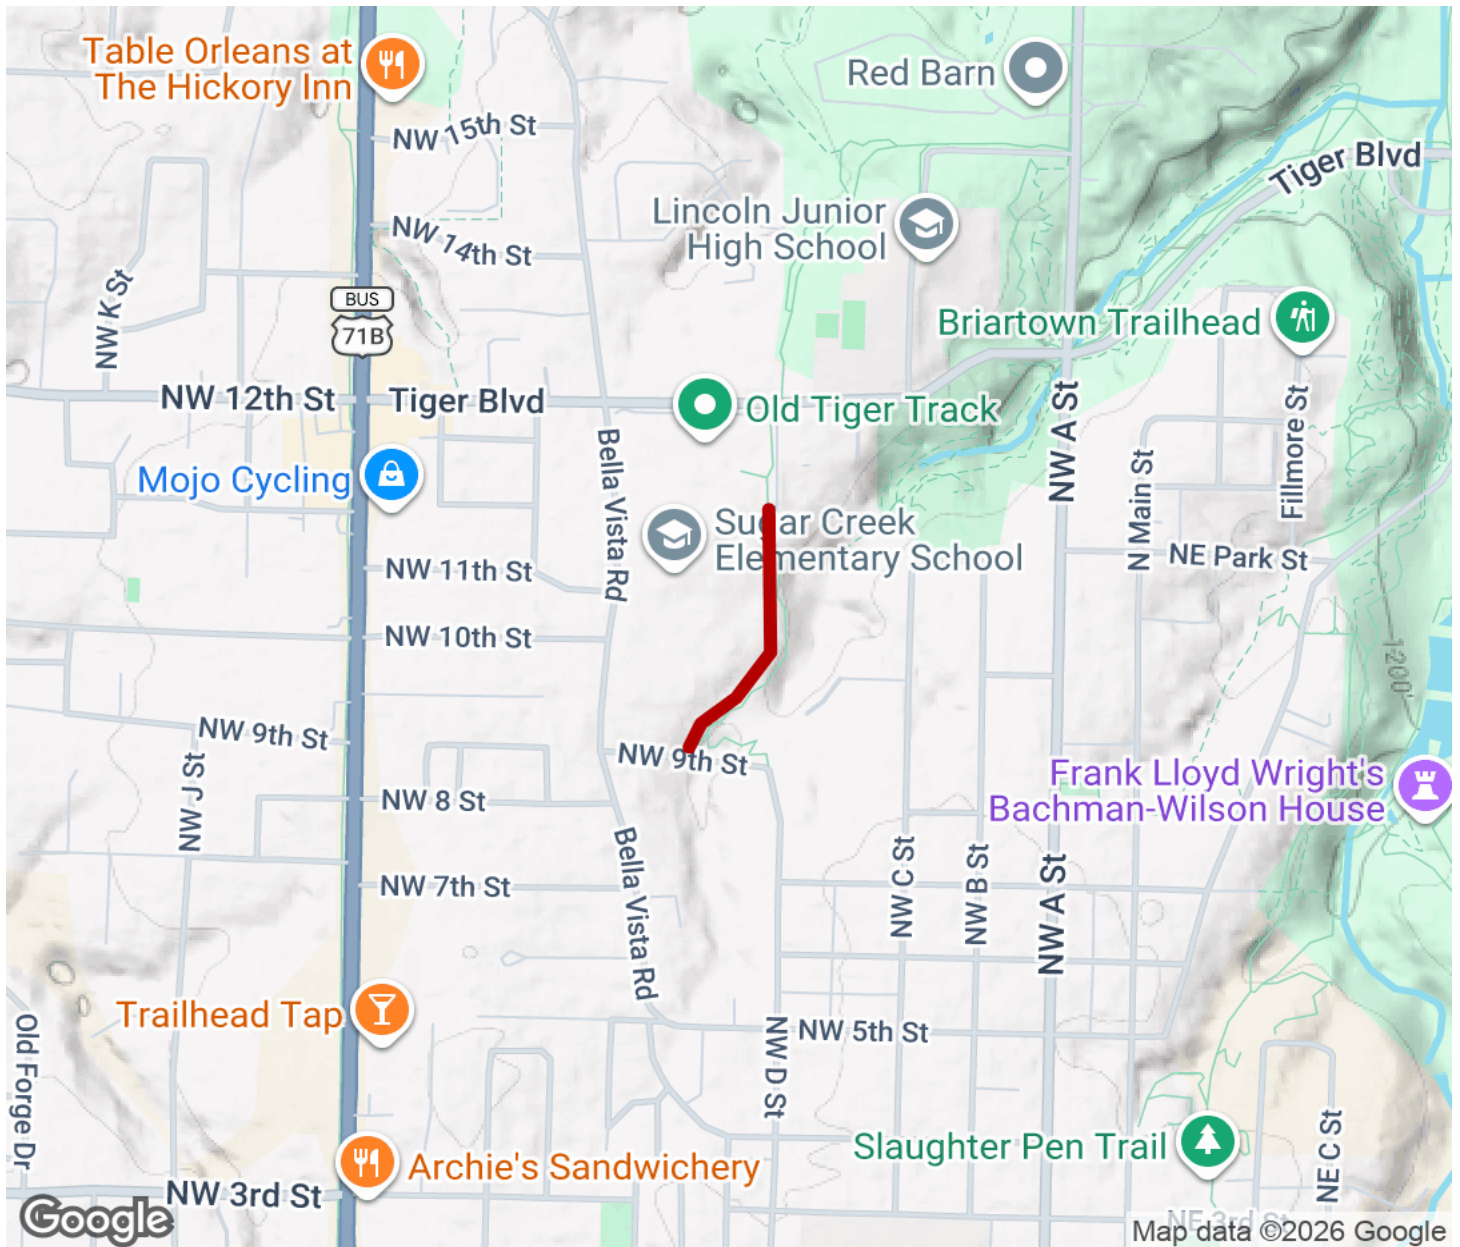 Table Orleans at
The Hickory Inn
Red Barn
NW 15th St
Tiger Blvd
Lincoln Junior
High School
NW 14th St
NW K St
BUS
71B
Briartown Trailhead
NW 12th St
Tiger Blvd
Old Tiger Track
NW A St
Fillmore St
Bella Vista Rd
N Main St
Mojo Cycling
Sugar Creek
Elementary School
NW 11th St
NE Park St
NW 10th St
1,200'
NW 9th St
NW 9th St
NW J St
Frank Lloyd Wright's
Bachman-Wilson House
NW 8 St
Bella Vista Rd
NW C St
NW B St
NW A St
NW 7th St
Trailhead Tap
Old Forge Dr
NW D St
NW 5th St
Slaughter Pen Trail
NE C St
Archie's Sandwichery
NW 3rd St
NE 3rd St
Google
Map data ©2026 Google